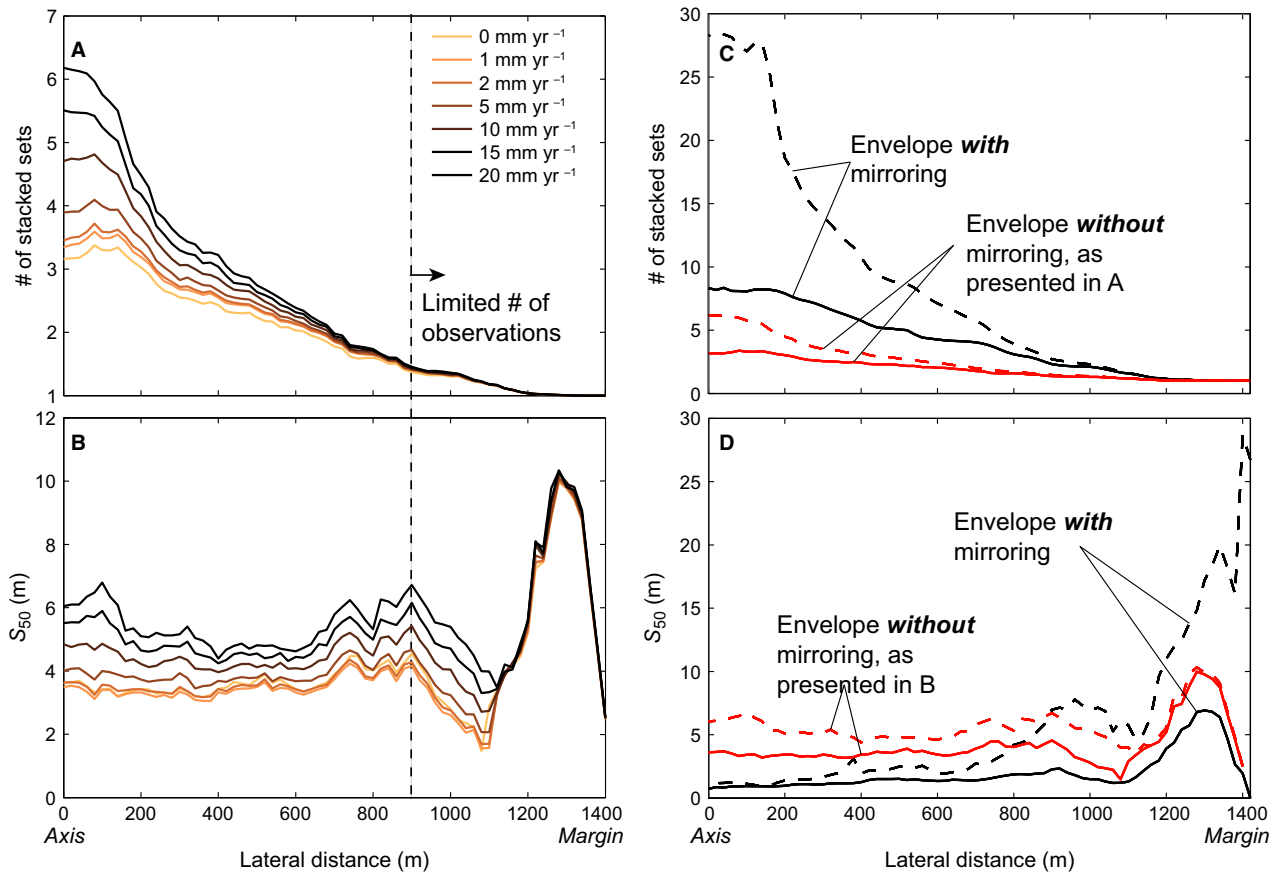 A
7
6
5
4
3
2
1
# of stacked sets
0 mm yr⁻¹
1 mm yr⁻¹
2 mm yr⁻¹
5 mm yr⁻¹
10 mm yr⁻¹
15 mm yr⁻¹
20 mm yr⁻¹
Limited # of
observations
B
12
10
8
6
4
2
0
S₅₀ (m)
0 200 400 600 800 1000 1200 1400
Axis Margin
Lateral distance (m)
C
30
25
20
15
10
5
0
# of stacked sets
Envelope with
mirroring
Envelope without
mirroring, as
presented in A
D
30
25
20
15
10
5
0
S₅₀ (m)
Envelope with
mirroring
Envelope without
mirroring, as
presented in B
0 200 400 600 800 1000 1200 1400
Axis Margin
Lateral distance (m)